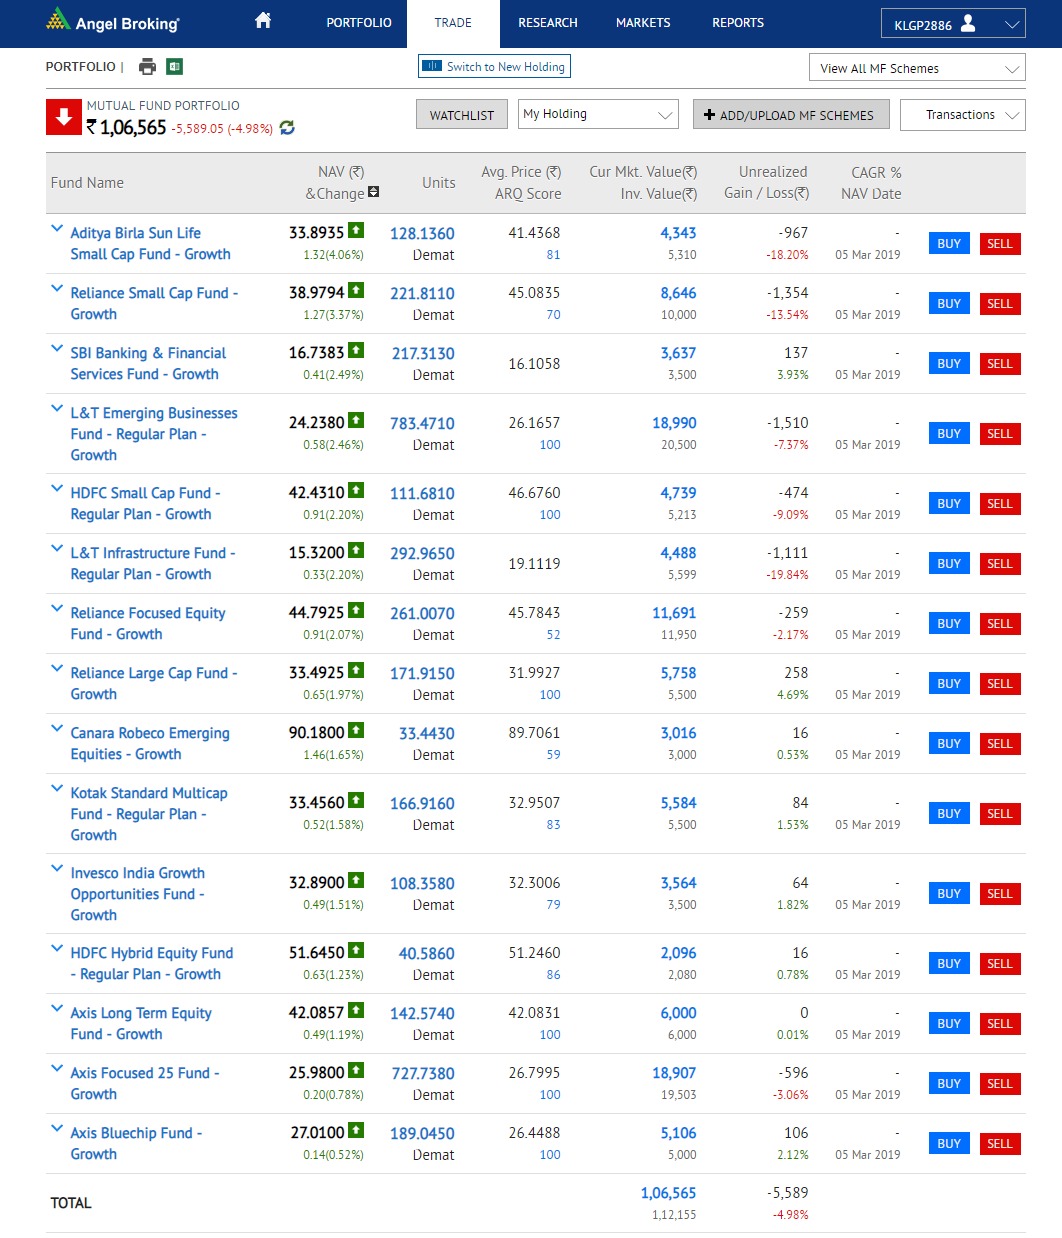 Angel Broking
PORTFOLIO TRADE RESEARCH MARKETS REPORTS KLGP2886
PORTFOLIO | Switch to New Holding View All MF Schemes
MUTUAL FUND PORTFOLIO
₹ 1,06,565 -5,589.05 (-4.98%) WATCHLIST My Holding ADD/UPLOAD MF SCHEMES Transactions
Fund Name NAV (₹) &Change Units Avg. Price (₹) ARQ Score Cur Mkt. Value(₹) Inv. Value(₹) Unrealized Gain / Loss(₹) CAGR % NAV Date
Aditya Birla Sun Life 33.8935 128.1360 41.4368 4,343 -967 - BUY SELL
Small Cap Fund - Growth 1.32(4.06%) Demat 81 5,310 -18.20% 05 Mar 2019
Reliance Small Cap Fund - 38.9794 221.8110 45.0835 8,646 -1,354 - BUY SELL
Growth 1.27(3.37%) Demat 70 10,000 -13.54% 05 Mar 2019
SBI Banking & Financial 16.7383 217.3130 16.1058 3,637 137 - BUY SELL
Services Fund - Growth 0.41(2.49%) Demat 3,500 3.93% 05 Mar 2019
L&T Emerging Businesses
Fund - Regular Plan - 24.2380 783.4710 26.1657 18,990 -1,510 - BUY SELL
Growth 0.58(2.46%) Demat 100 20,500 -7.37% 05 Mar 2019
HDFC Small Cap Fund - 42.4310 111.6810 46.6760 4,739 -474 - BUY SELL
Regular Plan - Growth 0.91(2.20%) Demat 100 5,213 -9.09% 05 Mar 2019
L&T Infrastructure Fund - 15.3200 292.9650 19.1119 4,488 -1,111 - BUY SELL
Regular Plan - Growth 0.33(2.20%) Demat 5,599 -19.84% 05 Mar 2019
Reliance Focused Equity 44.7925 261.0070 45.7843 11,691 -259 - BUY SELL
Fund - Growth 0.91(2.07%) Demat 52 11,950 -2.17% 05 Mar 2019
Reliance Large Cap Fund - 33.4925 171.9150 31.9927 5,758 258 - BUY SELL
Growth 0.65(1.97%) Demat 100 5,500 4.69% 05 Mar 2019
Canara Robeco Emerging 90.1800 33.4430 89.7061 3,016 16 - BUY SELL
Equities - Growth 1.46(1.65%) Demat 59 3,000 0.53% 05 Mar 2019
Kotak Standard Multicap
Fund - Regular Plan - 33.4560 166.9160 32.9507 5,584 84 - BUY SELL
Growth 0.52(1.58%) Demat 83 5,500 1.53% 05 Mar 2019
Invesco India Growth
Opportunities Fund - 32.8900 108.3580 32.3006 3,564 64 - BUY SELL
Growth 0.49(1.51%) Demat 79 3,500 1.82% 05 Mar 2019
HDFC Hybrid Equity Fund 51.6450 40.5860 51.2460 2,096 16 - BUY SELL
- Regular Plan - Growth 0.63(1.23%) Demat 86 2,080 0.78% 05 Mar 2019
Axis Long Term Equity 42.0857 142.5740 42.0831 6,000 0 - BUY SELL
Fund - Growth 0.49(1.19%) Demat 100 6,000 0.01% 05 Mar 2019
Axis Focused 25 Fund - 25.9800 727.7380 26.7995 18,907 -596 - BUY SELL
Growth 0.20(0.78%) Demat 100 19,503 -3.06% 05 Mar 2019
Axis Bluechip Fund - 27.0100 189.0450 26.4488 5,106 106 - BUY SELL
Growth 0.14(0.52%) Demat 100 5,000 2.12% 05 Mar 2019
TOTAL 1,06,565 -5,589
1,12,155 -4.98%